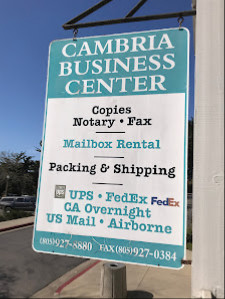 CAMBRIA
BUSINESS
CENTER
Copies
Notary • Fax
Mailbox Rental
Packing & Shipping
ups UPS • FedEx FedEx
CA Overnight
US Mail • Airborne
(805)927-8880 FAX(805)927-0384